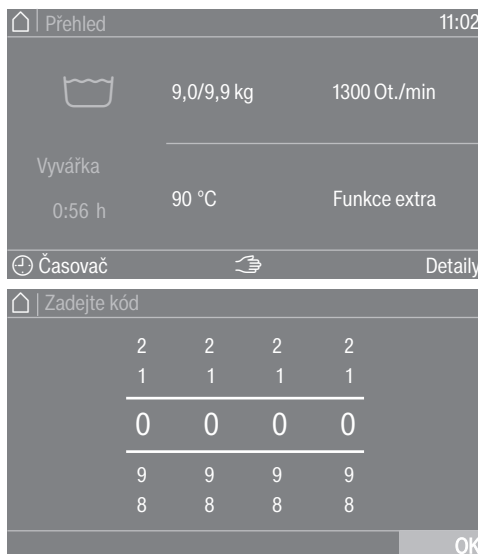 Přehled 11:02
9,0/9,9 kg 1300 Ot./min
Vyvářka
0:56 h
90 °C Funkce extra
Časovač Detaily
Zadejte kód
2 2 2 2
1 1 1 1
0 0 0 0
9 9 9 9
8 8 8 8
OK